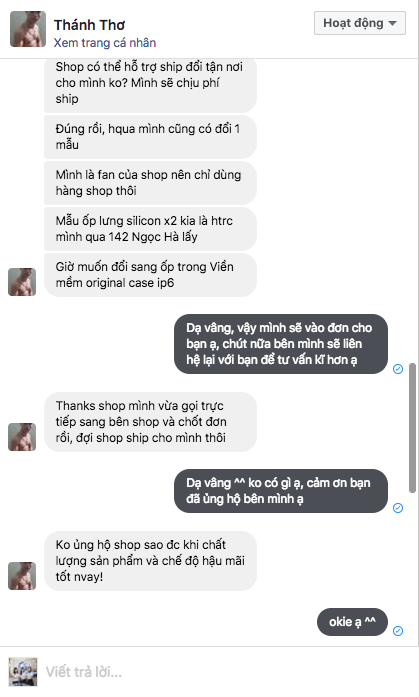 Thánh Thơ
Hoạt động
Xem trang cá nhân
Shop có thể hỗ trợ ship đổi tận nơi
cho mình ko? Mình sẽ chịu phí
ship
Đúng rồi, hqua mình cũng có đổi 1
mẫu
Mình là fan của shop nên chỉ dùng
hàng shop thôi
Mẫu ốp lưng silicon x2 kia là htrc
mình qua 142 Ngọc Hà lấy
Giờ muốn đổi sang ốp trong Viền
mềm original case ip6
Dạ vâng, vậy mình sẽ vào đơn cho
bạn ạ, chút nữa bên mình sẽ liên
hệ lại với bạn để tư vấn kĩ hơn ạ
Thanks shop mình vừa gọi trực
tiếp sang bên shop và chốt đơn
rồi, đợi shop ship cho mình thôi
Dạ vâng ^^ ko có gì ạ, cảm ơn bạn
đã ủng hộ bên mình ạ
Ko ủng hộ shop sao đc khi chất
lượng sản phẩm và chế độ hậu mãi
tốt nvay!
okie ạ ^^
Viết trả lời...